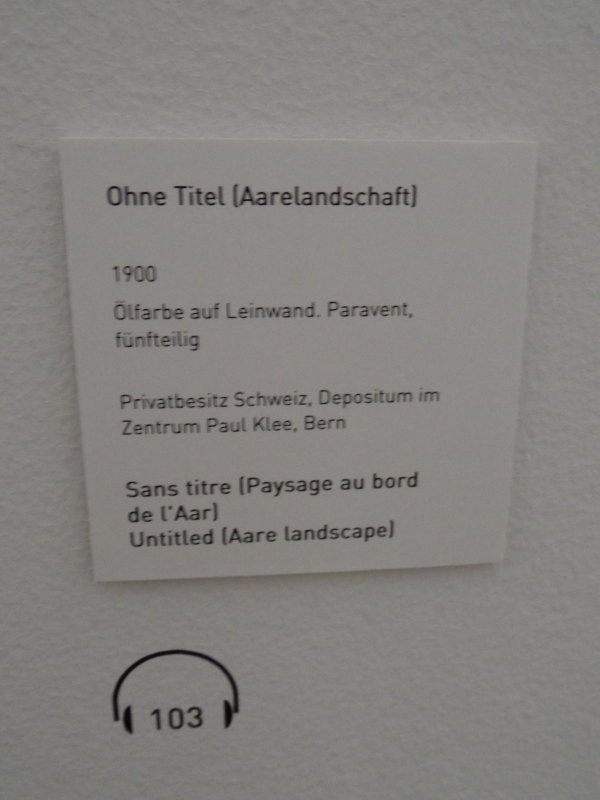 Ohne Titel (Aarelandschaft)
1900
Ölfarbe auf Leinwand. Paravent,
fünfteilig
Privatbesitz Schweiz, Depositum im
Zentrum Paul Klee, Bern
Sans titre (Paysage au bord
de l'Aar)
Untitled (Aare landscape)
103